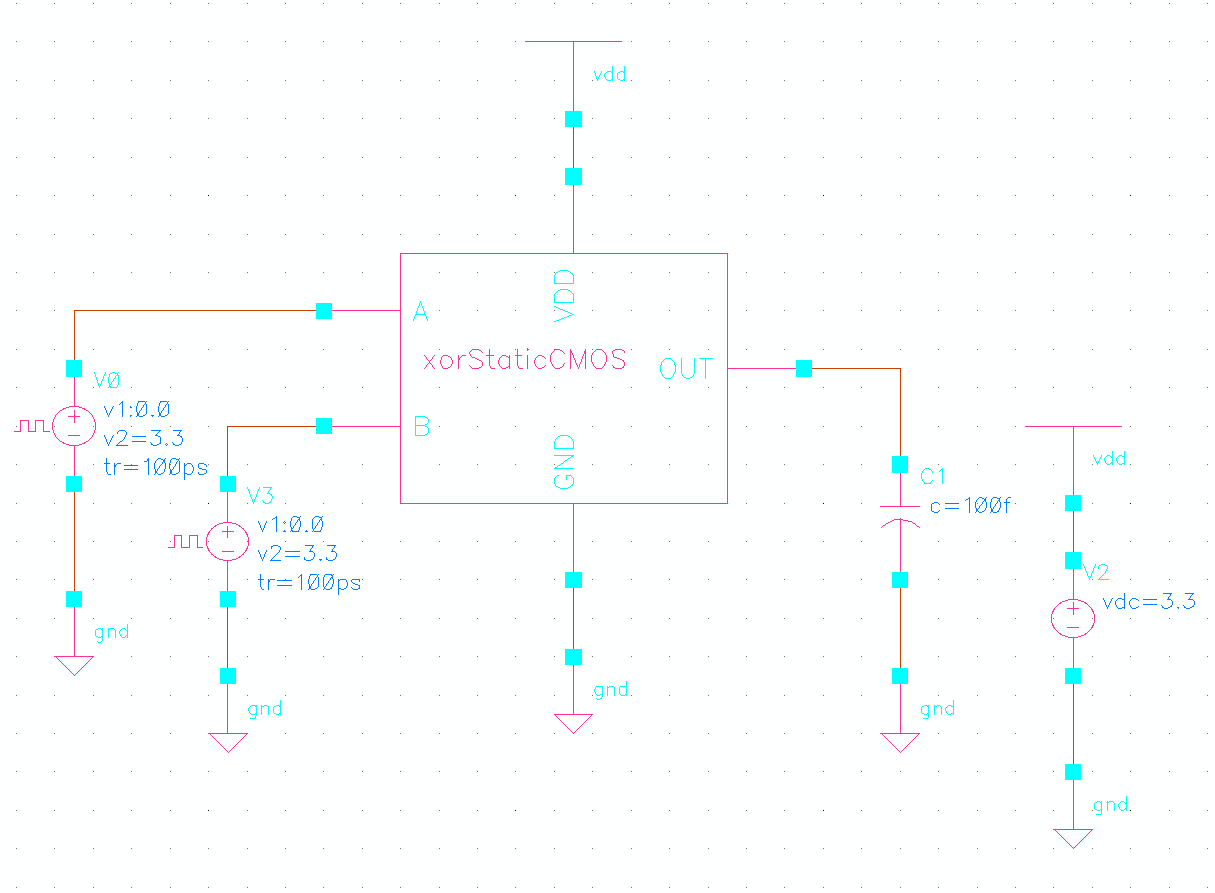 vdd
VDD
A
xorStaticCMOS
OUT
B
GND
V0
v1:0.0
v2=3.3
tr=100ps
gnd
V3
v1:0.0
v2=3.3
tr=100ps
gnd
gnd
C1
c=100f
gnd
vdd
V2
vdc=3.3
gnd